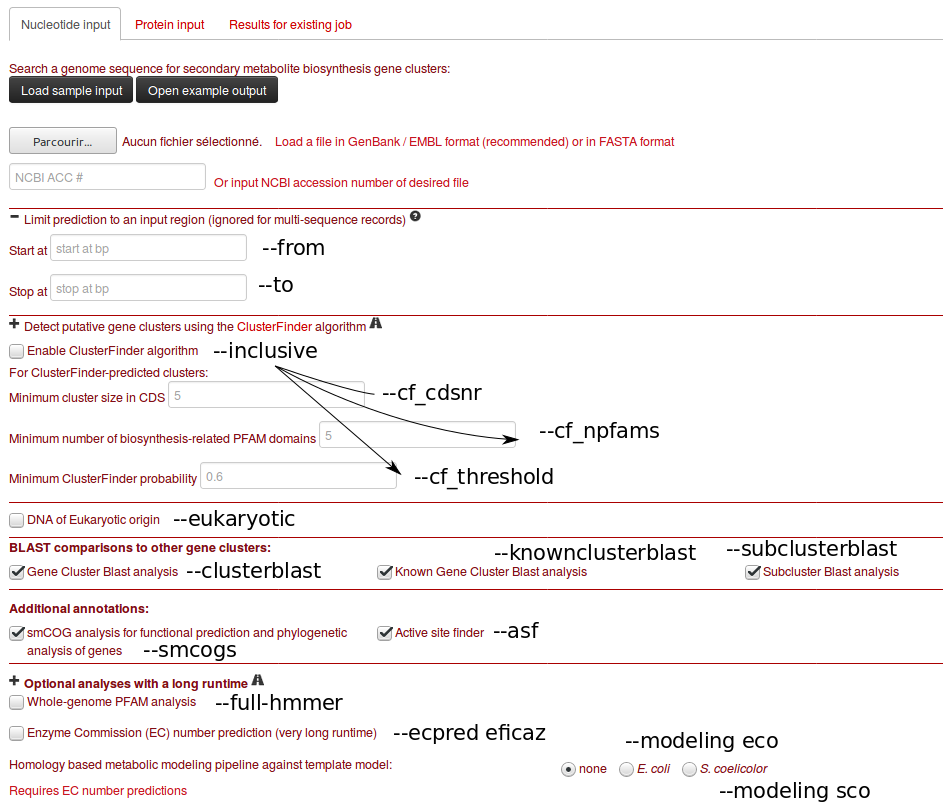 Nucleotide input Protein input Results for existing job
Search a genome sequence for secondary metabolite biosynthesis gene clusters:
Load sample input Open example output
Parcourir... Aucun fichier sélectionné. Load a file in GenBank / EMBL format (recommended) or in FASTA format
NCBI ACC # Or input NCBI accession number of desired file
Limit prediction to an input region (ignored for multi-sequence records) ?
Start at start at bp --from
Stop at stop at bp --to
Detect putative gene clusters using the ClusterFinder algorithm
Enable ClusterFinder algorithm --inclusive
For ClusterFinder-predicted clusters:
Minimum cluster size in CDS 5 --cf_cdsnr
Minimum number of biosynthesis-related PFAM domains 5 --cf_npfams
Minimum ClusterFinder probability 0.6 --cf_threshold
DNA of Eukaryotic origin --eukaryotic
BLAST comparisons to other gene clusters:
--knownclusterblast --subclusterblast
Gene Cluster Blast analysis --clusterblast Known Gene Cluster Blast analysis Subcluster Blast analysis
Additional annotations:
smCOG analysis for functional prediction and phylogenetic Active site finder --asf
analysis of genes --smcogs
Optional analyses with a long runtime
Whole-genome PFAM analysis --full-hmmer
Enzyme Commission (EC) number prediction (very long runtime) --ecpred eficaz
--modeling eco
Homology based metabolic modeling pipeline against template model: none E. coli S. coelicolor
Requires EC number predictions --modeling sco